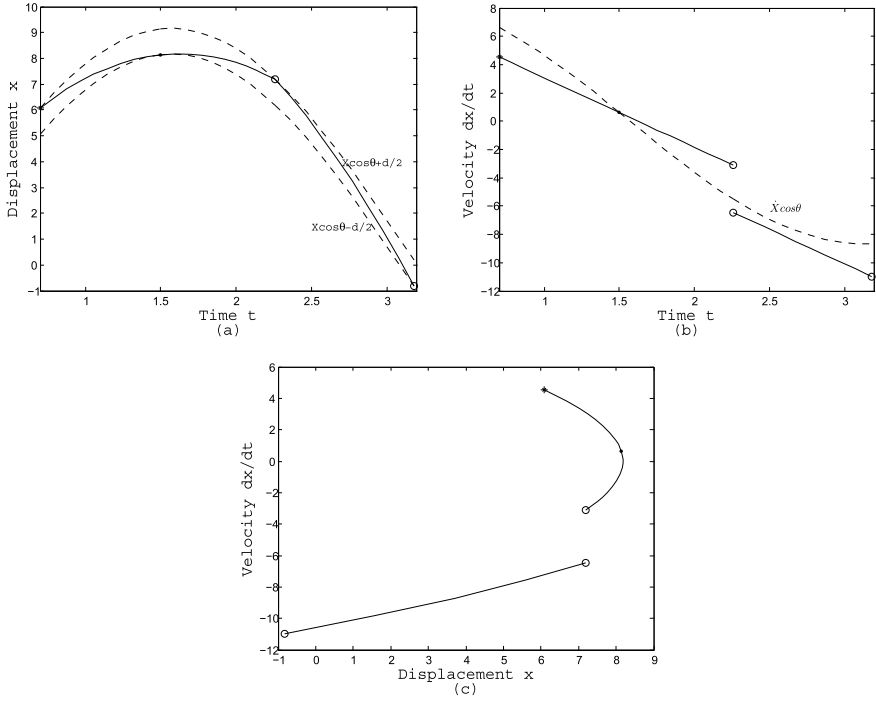 10
9
8
7
6
5
4
3
2
1
0
−1
Displacement x
Xcosθ+d/2
Xcosθ−d/2
1 1.5 2 2.5 3
Time t
(a)
8
6
4
2
0
−2
−4
−6
−8
−10
−12
Velocity dx/dt
Ẋcosθ
1 1.5 2 2.5 3
Time t
(b)
6
4
2
0
−2
−4
−6
−8
−10
−12
Velocity dx/dt
−1 0 1 2 3 4 5 6 7 8 9
Displacement x
(c)